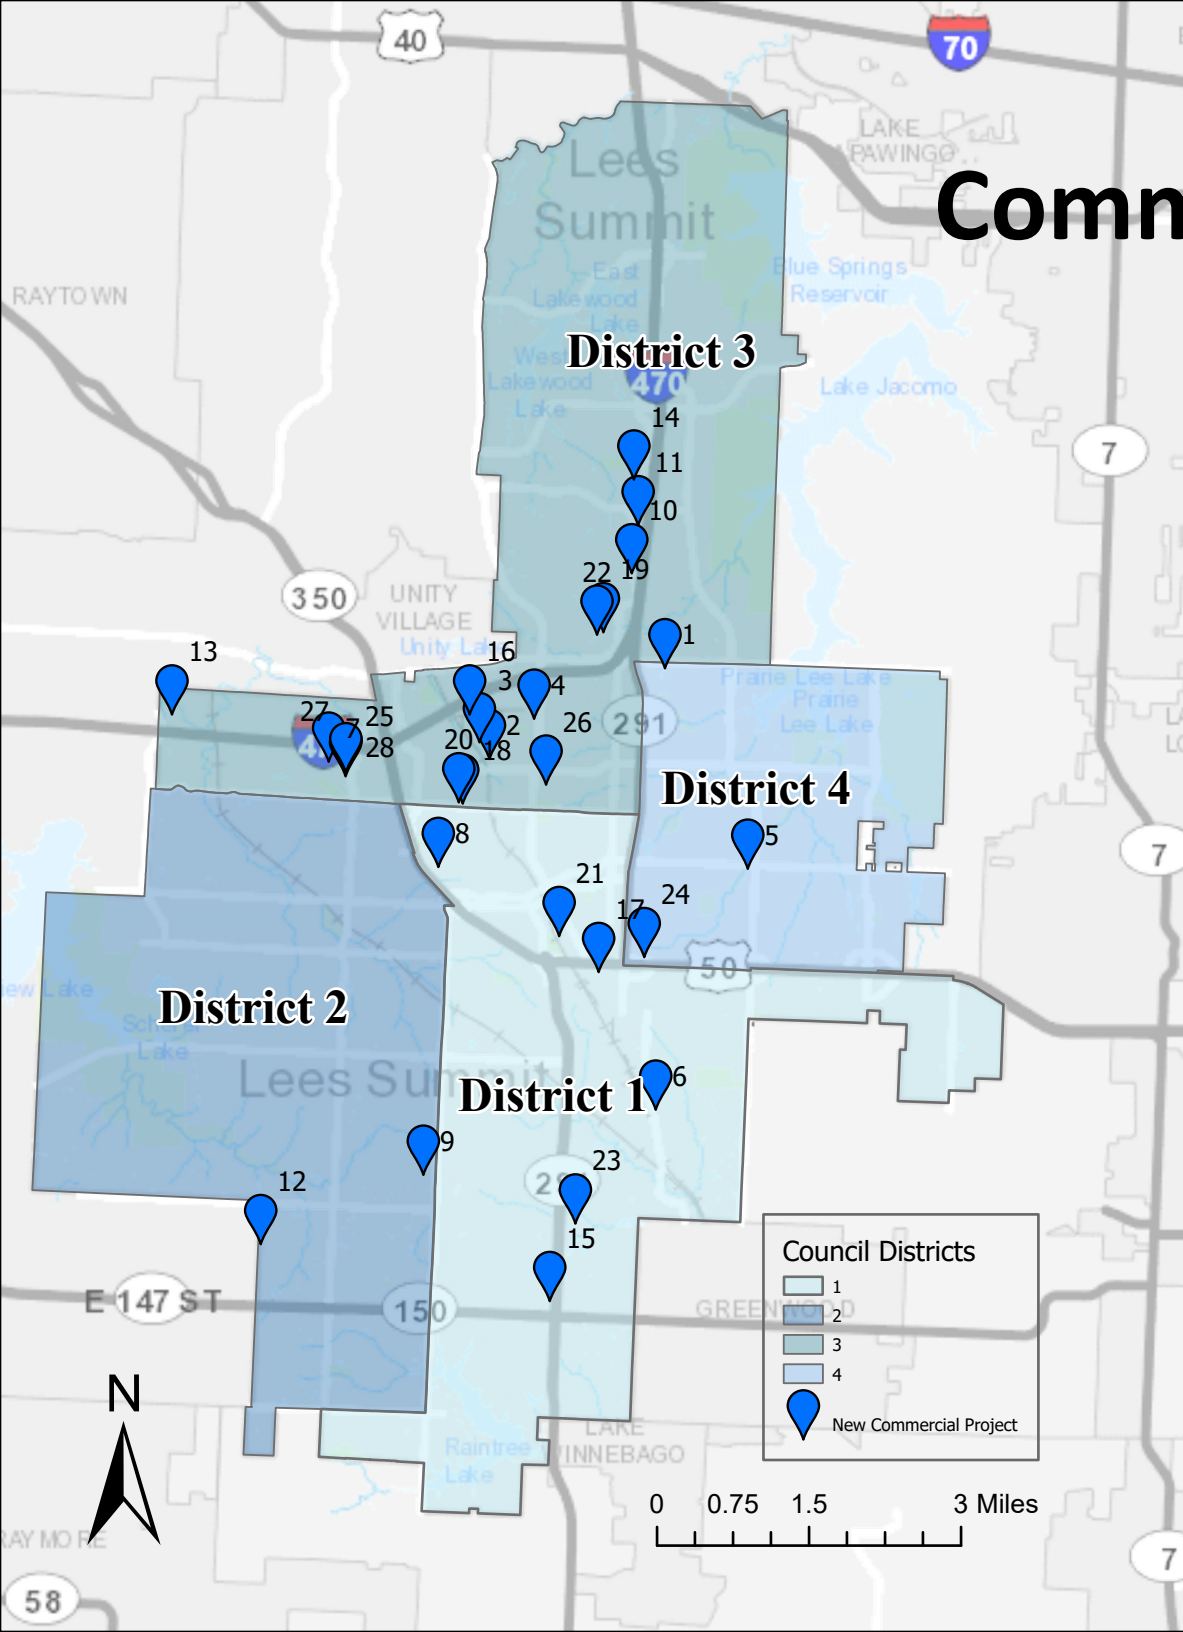 40
70
LAKE
TAPAWINGO
Comm
Lees
Summit
East
Lakewood
Lake
Blue Springs
Reservoir
RAYTOWN
District 3
West
Lakewood
Lake
470
Lake Jacomo
14
7
11
10
22
19
350
UNITY
VILLAGE
Unity Lake
1
13
16
3
4
Prairie Lee Lake
Prairie
Lee Lake
27
7
25
28
2
26
291
20
18
District 4
8
5
7
21
17
24
50
District 2
Lake
Lake
Lees Summit
District 1
6
9
23
12
15
E 147 ST
150
GREENWOOD
Council Districts
1
2
3
4
New Commercial Project
N
LAKE
WINNEBAGO
Raintree
Lake
0 0.75 1.5 3 Miles
RAYMORE
58
7